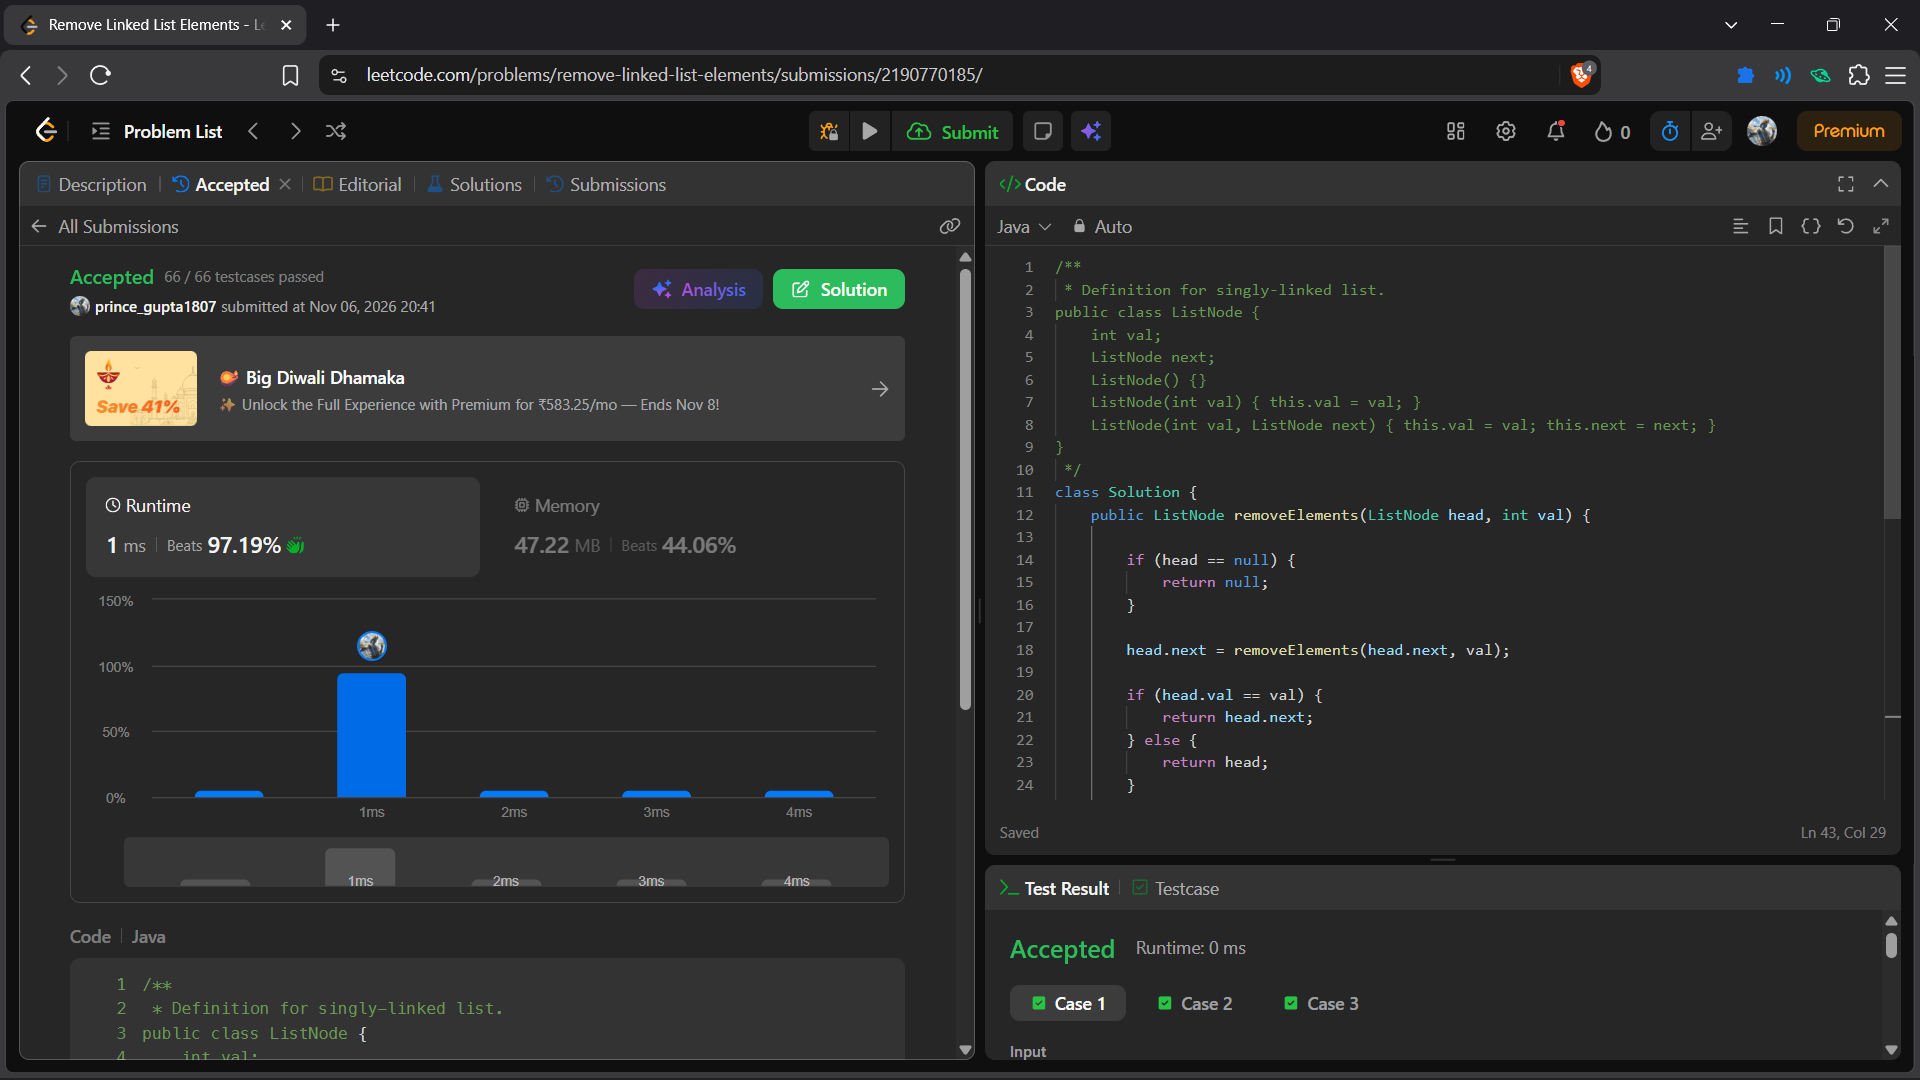 Remove Linked List Elements - Le
leetcode.com/problems/remove-linked-list-elements/submissions/2190770185/
4
Problem List
Submit
0
Premium
Description
Accepted
Editorial
Solutions
Submissions
All Submissions
Accepted 66 / 66 testcases passed
prince_gupta1807 submitted at Nov 06, 2026 20:41
Analysis
Solution
Save 41%
Big Diwali Dhamaka
Unlock the Full Experience with Premium for ₹583.25/mo — Ends Nov 8!
Runtime
1 ms Beats 97.19%
Memory
47.22 MB Beats 44.06%
150%
100%
50%
0%
1ms 2ms 3ms 4ms
1ms 2ms 3ms 4ms
Code Java
1 /**
2 * Definition for singly-linked list.
3 public class ListNode {
4 int val;
</> Code
Java Auto
1 /**
2 * Definition for singly-linked list.
3 public class ListNode {
4 int val;
5 ListNode next;
6 ListNode() {}
7 ListNode(int val) { this.val = val; }
8 ListNode(int val, ListNode next) { this.val = val; this.next = next; }
9 }
10 */
11 class Solution {
12 public ListNode removeElements(ListNode head, int val) {
13
14 if (head == null) {
15 return null;
16 }
17
18 head.next = removeElements(head.next, val);
19
20 if (head.val == val) {
21 return head.next;
22 } else {
23 return head;
24 }
Saved
Ln 43, Col 29
Test Result
Testcase
Accepted Runtime: 0 ms
Case 1
Case 2
Case 3
Input